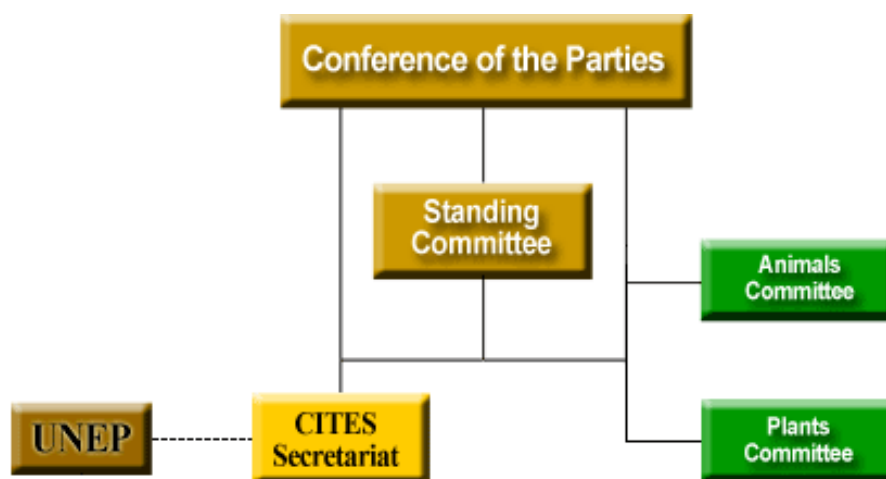 Conference of the Parties
Standing
Committee
Animals
Committee
UNEP
CITES
Secretariat
Plants
Committee